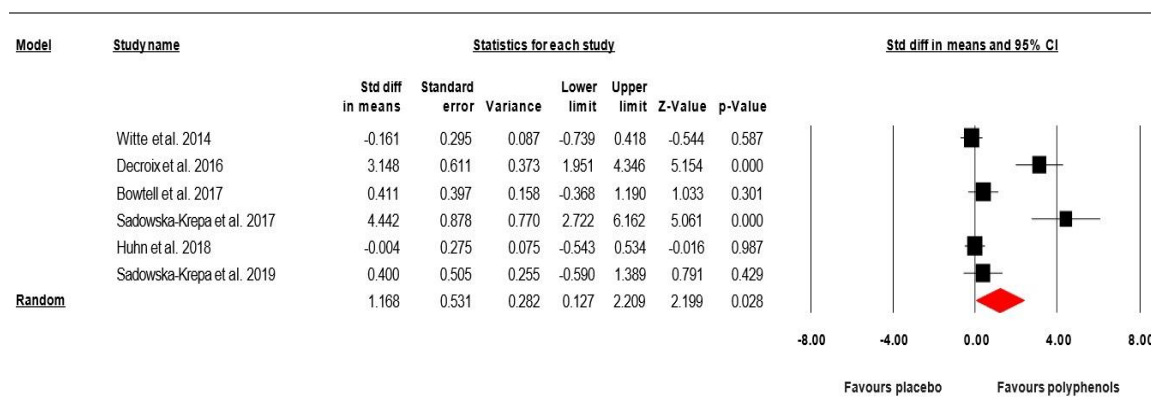 Model Study name Statistics for each study Std diff in means and 95% CI
Std diff Standard Lower Upper
in means error Variance limit limit Z-Value p-Value
Witte et al. 2014 -0.161 0.295 0.087 -0.739 0.418 -0.544 0.587
Decroix et al. 2016 3.148 0.611 0.373 1.951 4.346 5.154 0.000
Bowtell et al. 2017 0.411 0.397 0.158 -0.368 1.190 1.033 0.301
Sadowska-Krepa et al. 2017 4.442 0.878 0.770 2.722 6.162 5.061 0.000
Huhn et al. 2018 -0.004 0.275 0.075 -0.543 0.534 -0.016 0.987
Sadowska-Krepa et al. 2019 0.400 0.505 0.255 -0.590 1.389 0.791 0.429
Random 1.168 0.531 0.282 0.127 2.209 2.199 0.028
-8.00 -4.00 0.00 4.00 8.00
Favours placebo Favours polyphenols